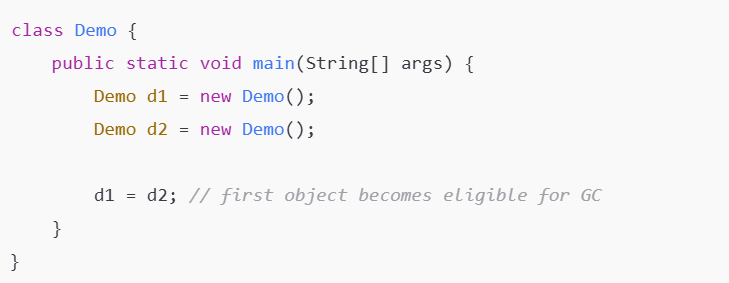 class Demo {
    public static void main(String[] args) {
        Demo d1 = new Demo();
        Demo d2 = new Demo();

        d1 = d2; // first object becomes eligible for GC
    }
}